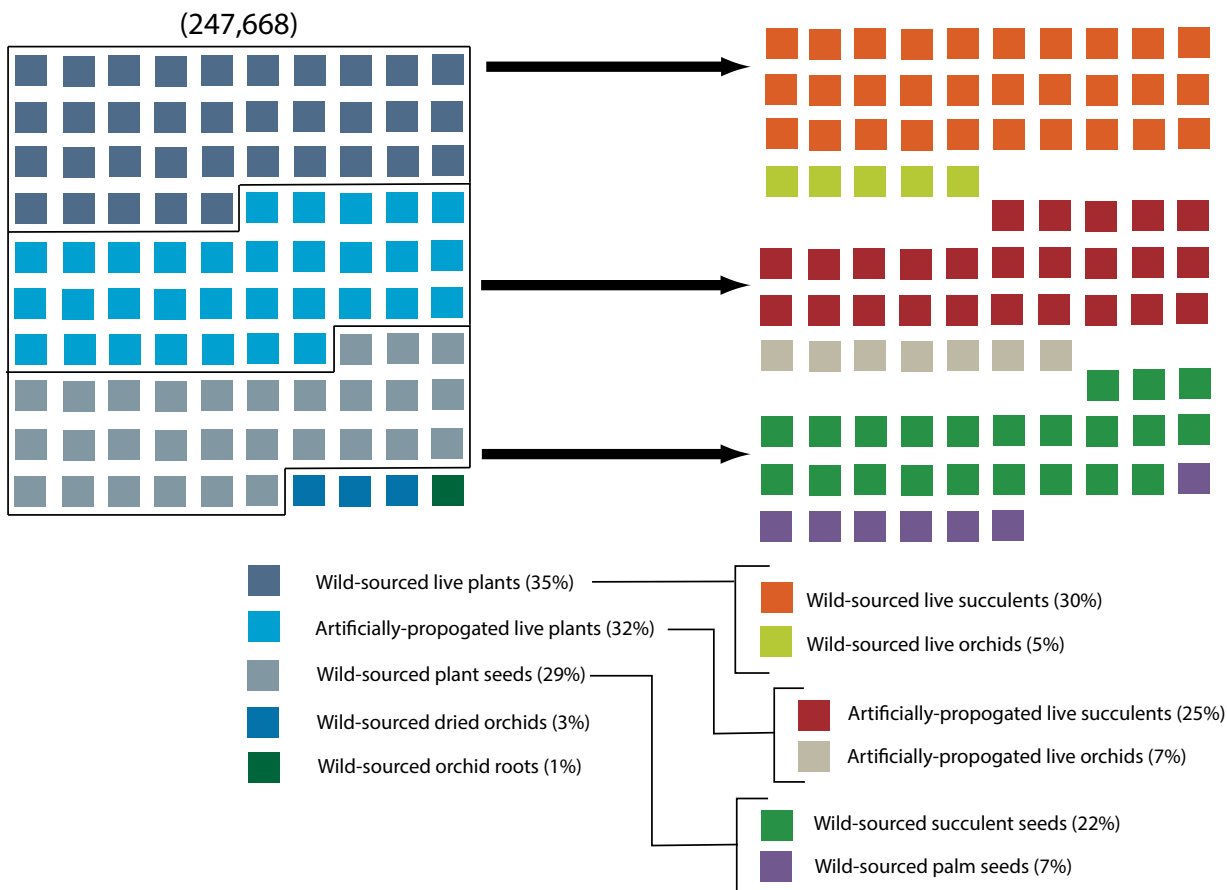 (247,668)
Wild-sourced live plants (35%)
Artificially-propogated live plants (32%)
Wild-sourced plant seeds (29%)
Wild-sourced dried orchids (3%)
Wild-sourced orchid roots (1%)
Wild-sourced live succulents (30%)
Wild-sourced live orchids (5%)
Artificially-propogated live succulents (25%)
Artificially-propogated live orchids (7%)
Wild-sourced succulent seeds (22%)
Wild-sourced palm seeds (7%)